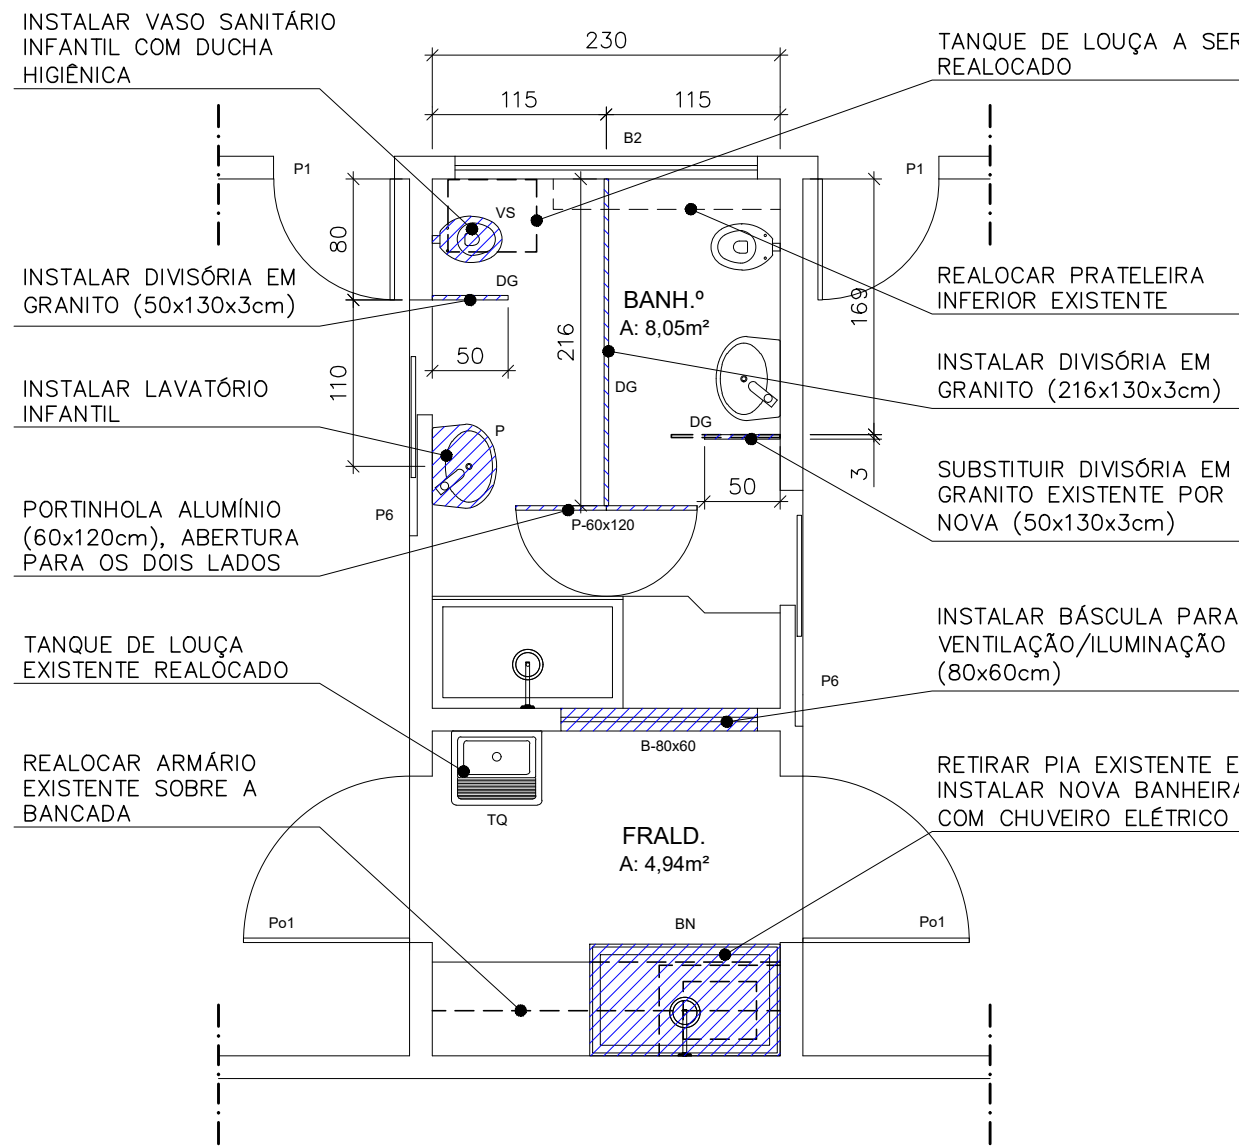 INSTALAR VASO SANITÁRIO
INFANTIL COM DUCHA
HIGIÊNICA
230
TANQUE DE LOUÇA A SER
REALOCADO
115
115
B2
P1
P1
VS
80
INSTALAR DIVISÓRIA EM
GRANITO (50x130x3cm)
DG
BANH.º
A: 8,05m²
216
169
REALOCAR PRATELEIRA
INFERIOR EXISTENTE
50
110
INSTALAR LAVATÓRIO
INFANTIL
DG
INSTALAR DIVISÓRIA EM
GRANITO (216x130x3cm)
P
DG
3
50
SUBSTITUIR DIVISÓRIA EM
GRANITO EXISTENTE POR
NOVA (50x130x3cm)
PORTINHOLA ALUMÍNIO
(60x120cm), ABERTURA
PARA OS DOIS LADOS
P6
P-60x120
TANQUE DE LOUÇA
EXISTENTE REALOCADO
INSTALAR BÁSCULA PARA
VENTILAÇÃO/ILUMINAÇÃO
(80x60cm)
P6
B-80x60
REALOCAR ARMÁRIO
EXISTENTE SOBRE A
BANCADA
RETIRAR PIA EXISTENTE E
INSTALAR NOVA BANHEIRA
COM CHUVEIRO ELÉTRICO
TQ
FRALD.
A: 4,94m²
Po1
BN
Po1